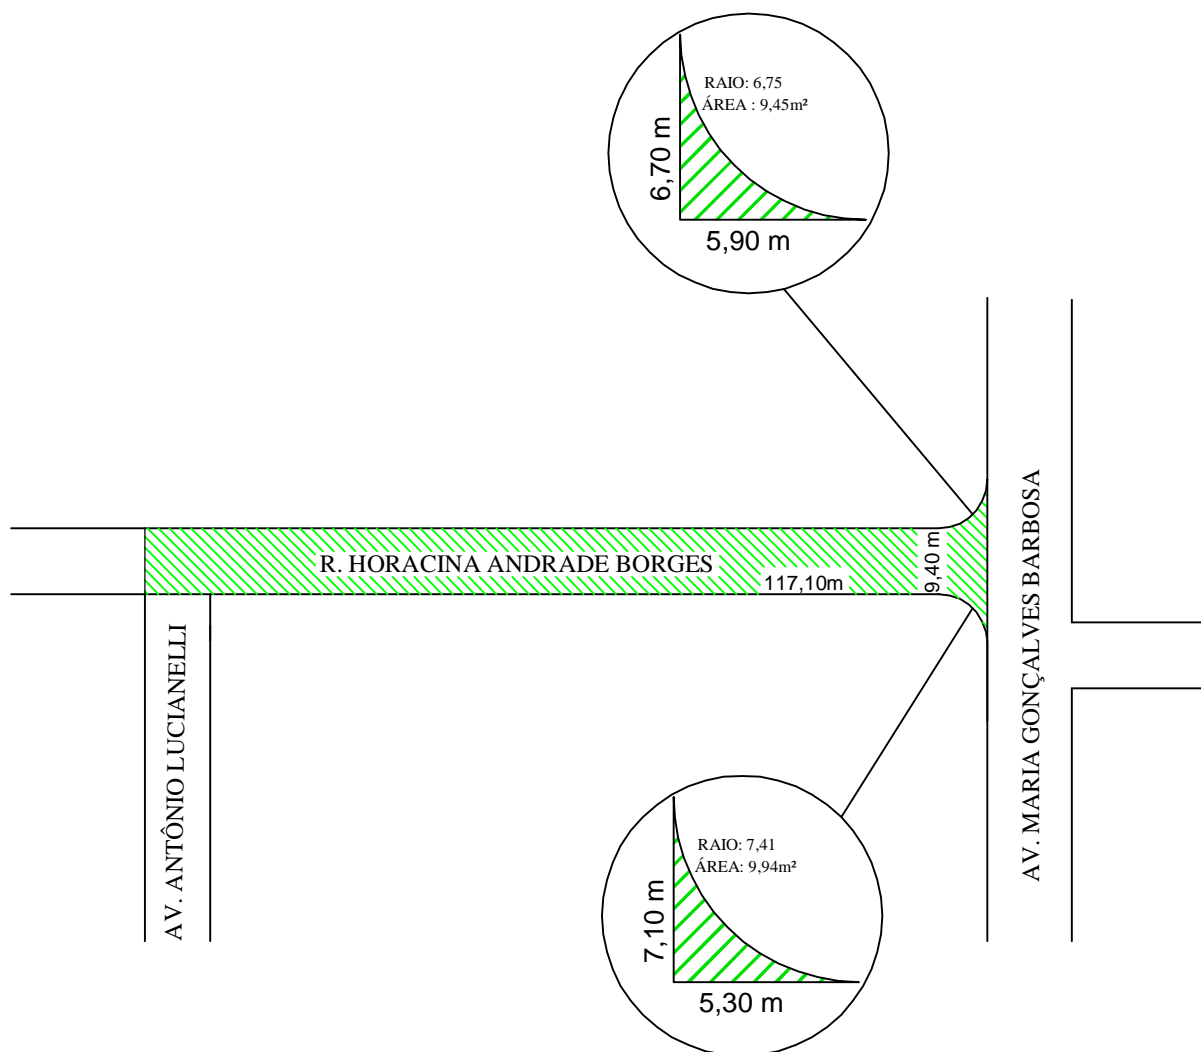 RAIO: 6,75
ÁREA : 9,45m²
6,70 m
5,90 m
R. HORACINA ANDRADE BORGES
117,10m
9,40 m
AV. MARIA GONÇALVES BARBOSA
AV. ANTÔNIO LUCIANELLI
RAIO: 7,41
ÁREA: 9,94m²
7,10 m
5,30 m